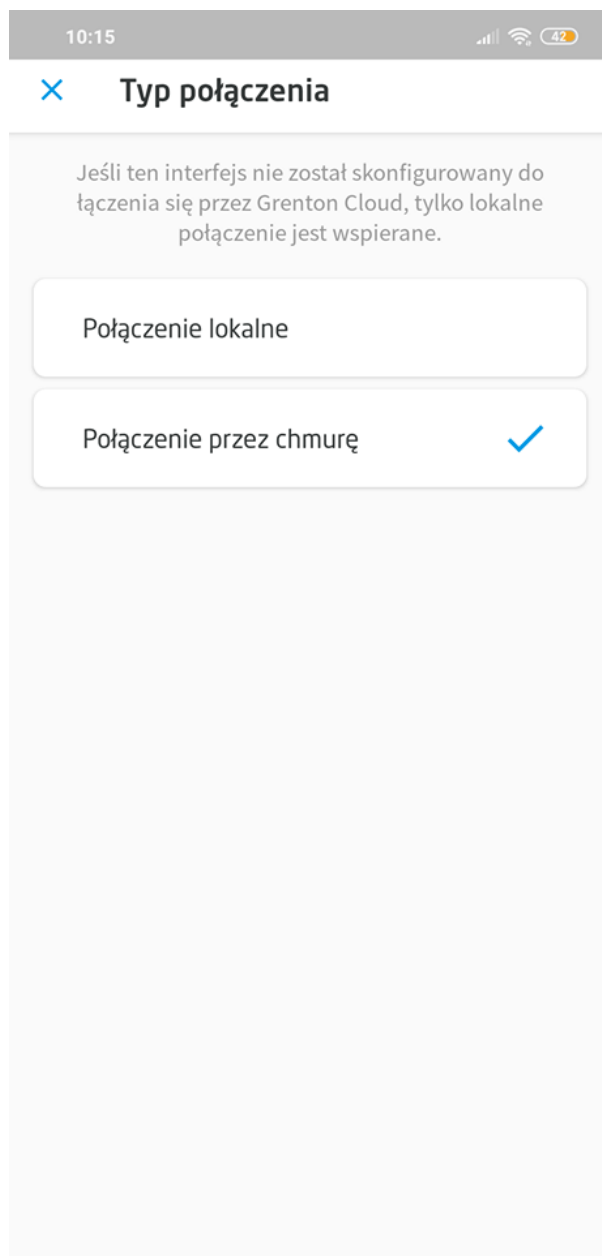 10:15
42
Typ połączenia
Jeśli ten interfejs nie został skonfigurowany do
łączenia się przez Grenton Cloud, tylko lokalne
połączenie jest wspierane.
Połączenie lokalne
Połączenie przez chmurę